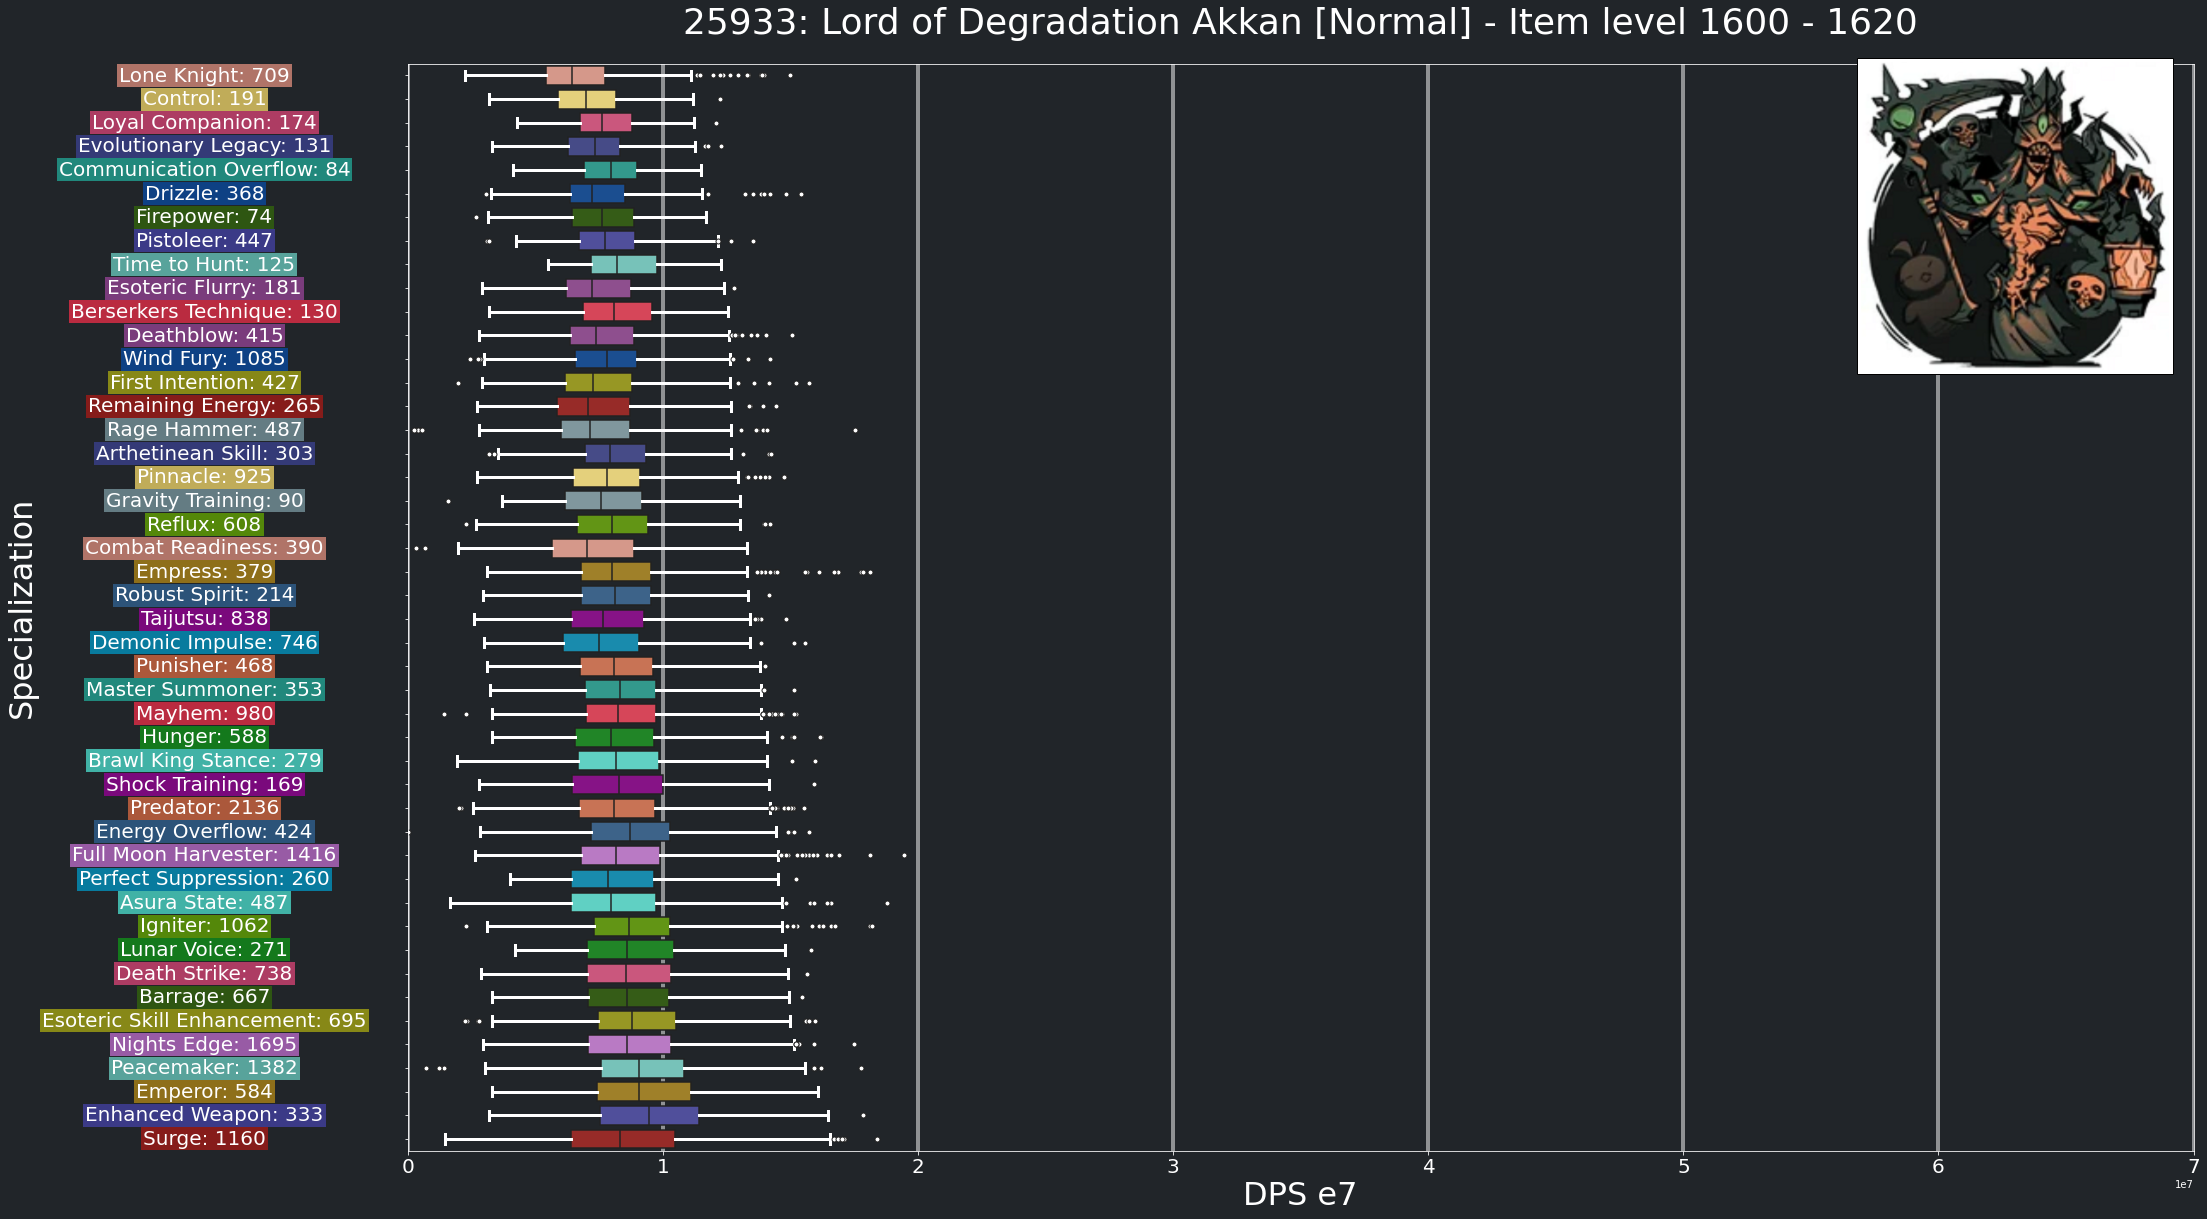 25933: Lord of Degradation Akkan [Normal] - Item level 1600 - 1620
Lone Knight: 709
Control: 191
Loyal Companion: 174
Evolutionary Legacy: 131
Communication Overflow: 84
Drizzle: 368
Firepower: 74
Pistoleer: 447
Time to Hunt: 125
Esoteric Flurry: 181
Berserkers Technique: 130
Deathblow: 415
Wind Fury: 1085
First Intention: 427
Remaining Energy: 265
Rage Hammer: 487
Arthetinean Skill: 303
Pinnacle: 925
Gravity Training: 90
Reflux: 608
Combat Readiness: 390
Empress: 379
Robust Spirit: 214
Taijutsu: 838
Demonic Impulse: 746
Punisher: 468
Master Summoner: 353
Mayhem: 980
Hunger: 588
Brawl King Stance: 279
Shock Training: 169
Predator: 2136
Energy Overflow: 424
Full Moon Harvester: 1416
Perfect Suppression: 260
Asura State: 487
Igniter: 1062
Lunar Voice: 271
Death Strike: 738
Barrage: 667
Esoteric Skill Enhancement: 695
Nights Edge: 1695
Peacemaker: 1382
Emperor: 584
Enhanced Weapon: 333
Surge: 1160
Specialization
0 1 2 3 4 5 6 7
1e7
DPS e7